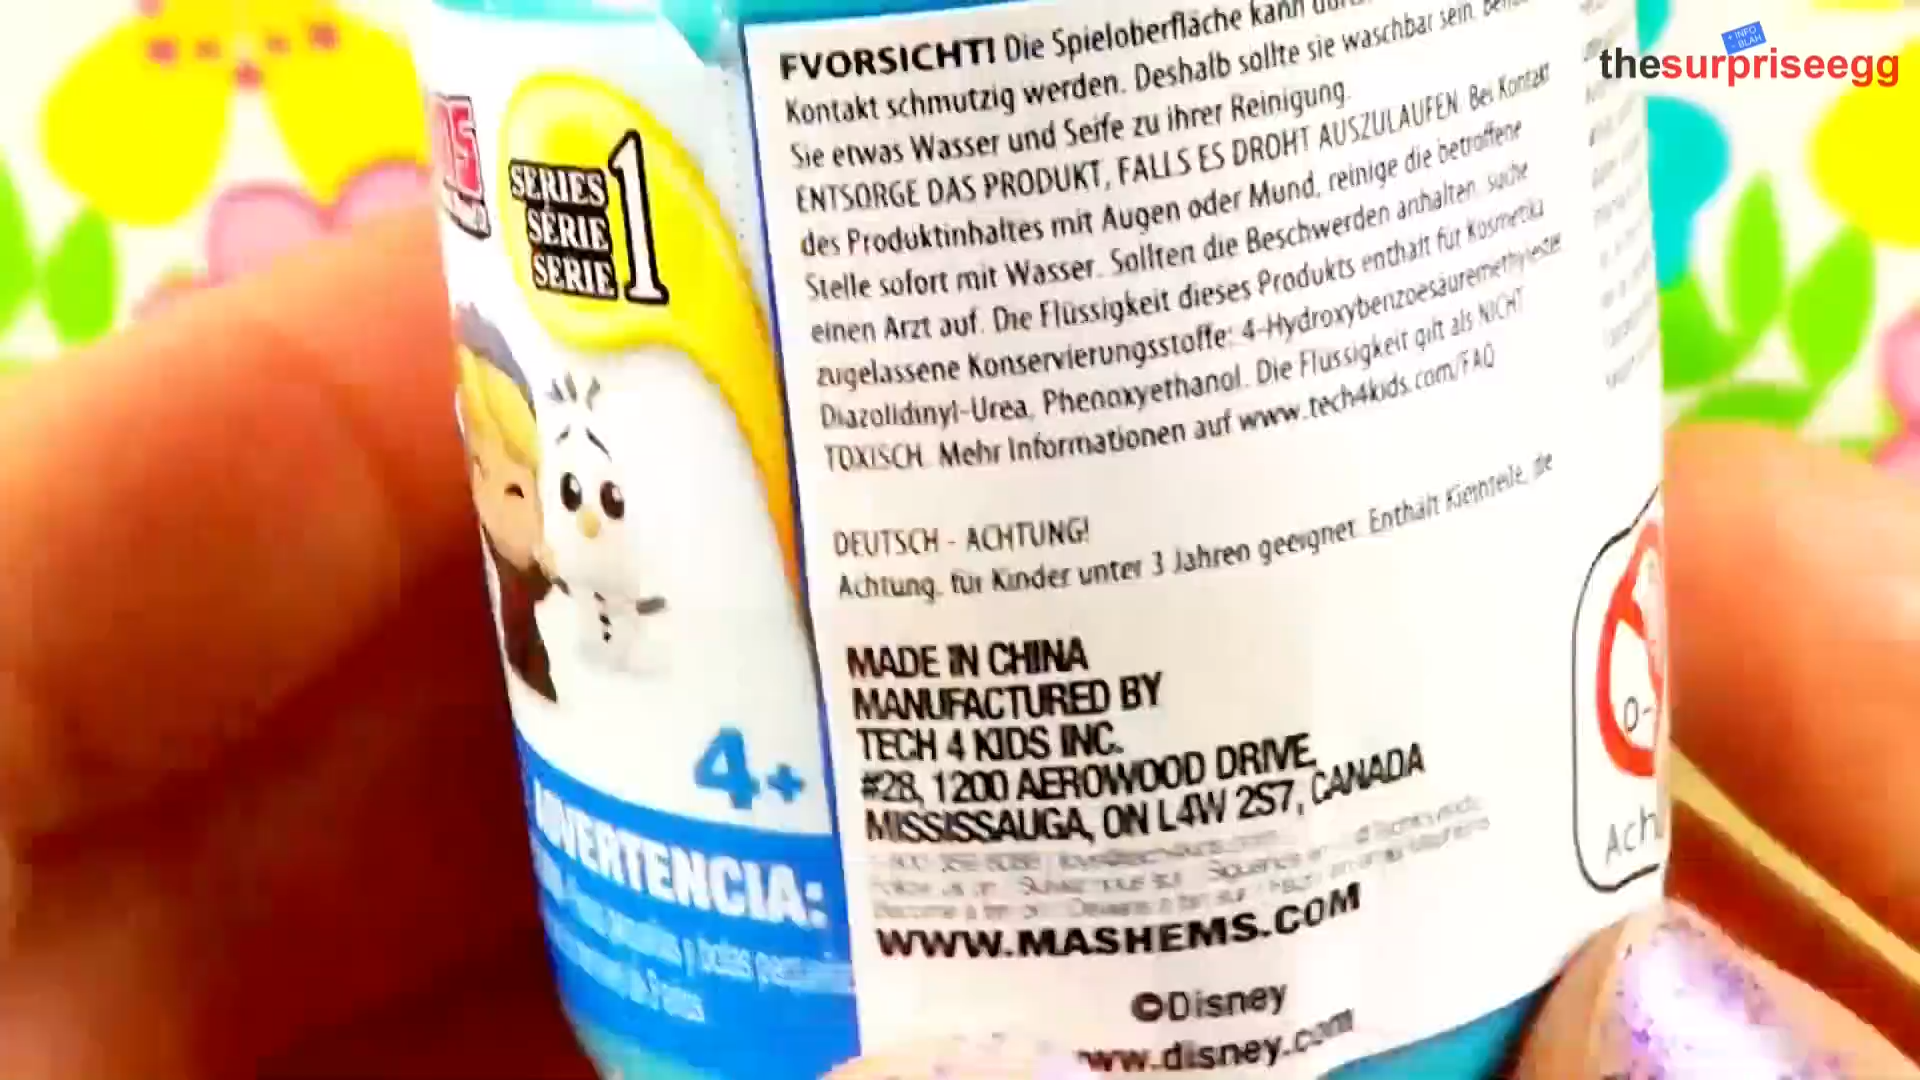 + INFO
- BLAH
thesurpriseegg
SERIES
SÉRIE
SERIE
1
4+
ADVERTENCIA:
FVORSICHT! Die Spieloberfläche kann
Kontakt schmutzig werden. Deshalb sollte sie waschbar sein.
Sie etwas Wasser und Seife zu ihrer Reinigung.
ENTSORGE DAS PRODUKT, FALLS ES DROHT AUSZULAUFEN. Bei Kontakt
des Produktinhaltes mit Augen oder Mund, reinige die betroffene
Stelle sofort mit Wasser. Sollten die Beschwerden anhalten, suche
einen Arzt auf. Die Flüssigkeit dieses Produkts enthält für Kosmetika
zugelassene Konservierungsstoffe: 4-Hydroxybenzoesäuremethylester
Diazolidinyl-Urea, Phenoxyethanol. Die Flüssigkeit gilt als NICHT
TOXISCH. Mehr Informationen auf www.tech4kids.com/FAQ
DEUTSCH - ACHTUNG!
Achtung, für Kinder unter 3 Jahren geeignet. Enthält Kleinteile, die
MADE IN CHINA
MANUFACTURED BY
TECH 4 KIDS INC.
#28, 1200 AEROWOOD DRIVE,
MISSISSAUGA, ON L4W 2S7, CANADA
WWW.MASHEMS.COM
©Disney
www.disney.com
0-
Ach